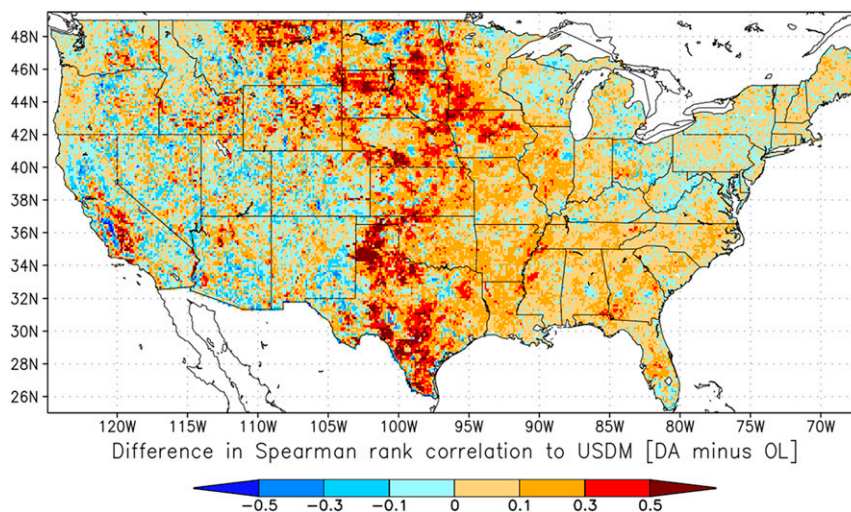 48N
46N
44N
42N
40N
38N
36N
34N
32N
30N
28N
26N
120W 115W 110W 105W 100W 95W 90W 85W 80W 75W 70W
Difference in Spearman rank correlation to USDM [DA minus OL]
−0.5 −0.3 −0.1 0 0.1 0.3 0.5